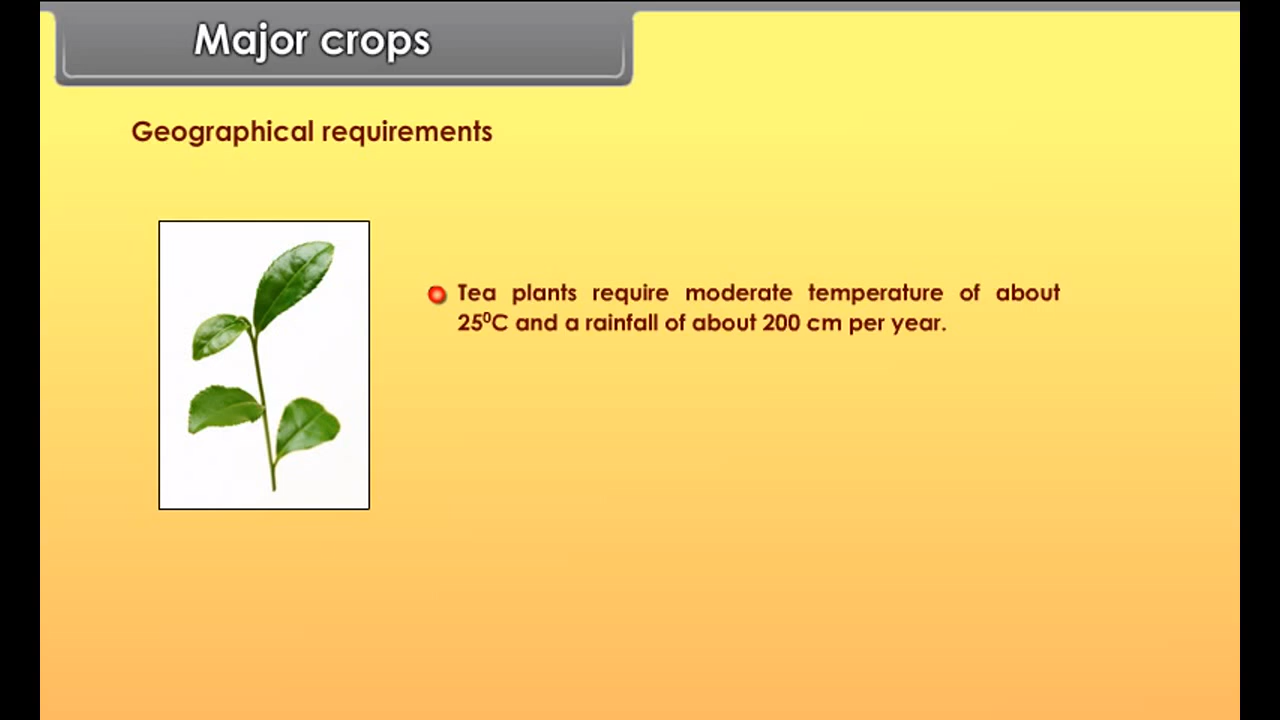 Major crops
Geographical requirements
Tea plants require moderate temperature of about
25⁰C and a rainfall of about 200 cm per year.